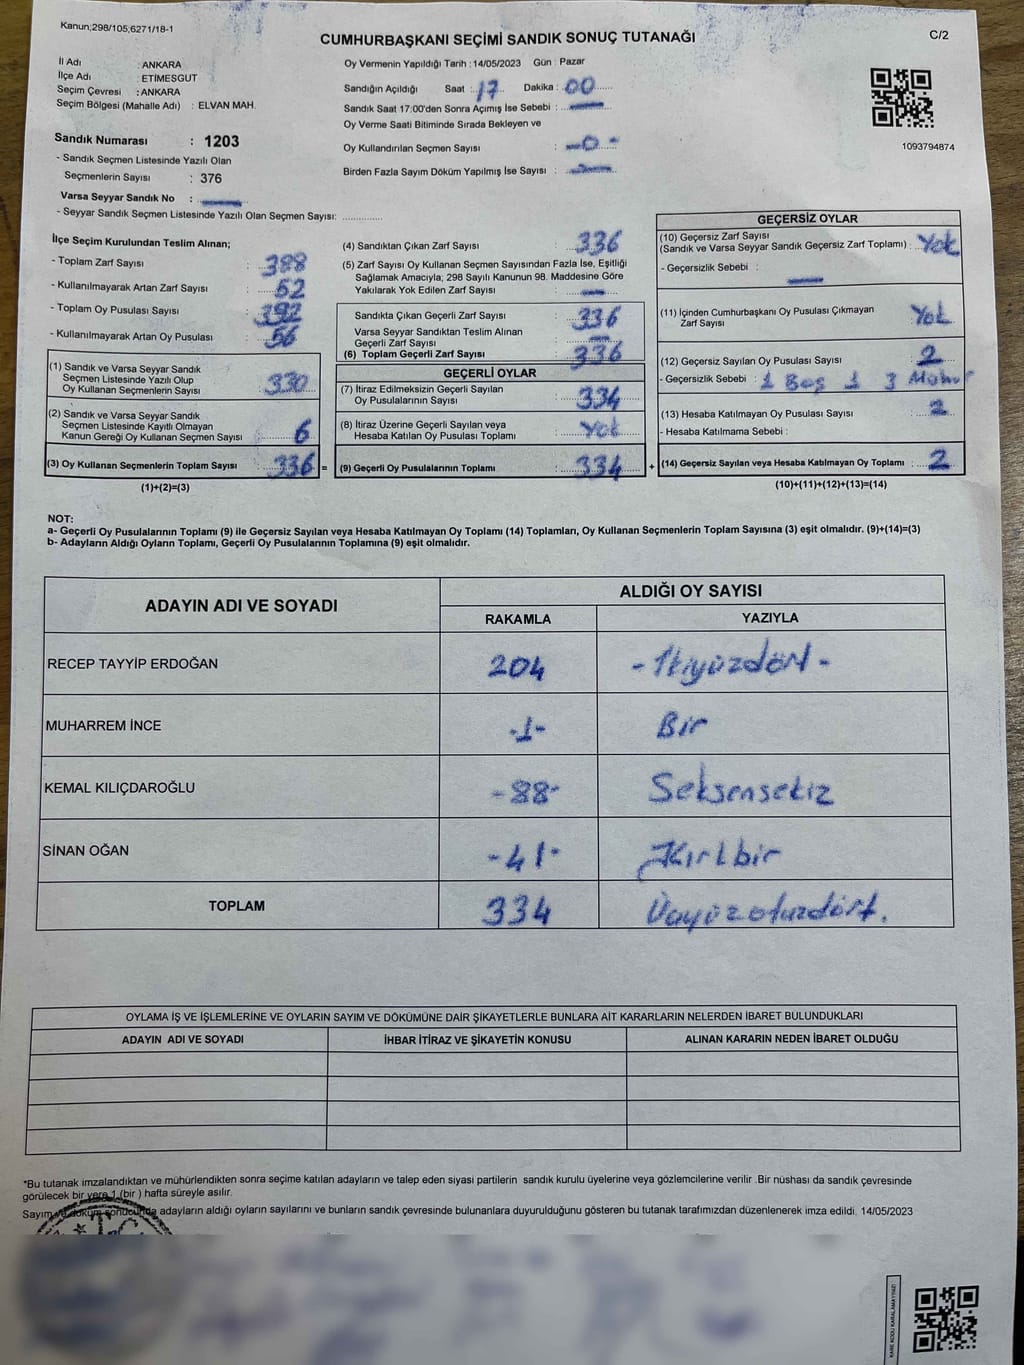 Kanun;298/105;6271/18-1
CUMHURBAŞKANI SEÇİMİ SANDIK SONUÇ TUTANAĞI
C/2
İl Adı : ANKARA
İlçe Adı : ETİMESGUT
Seçim Çevresi : ANKARA
Seçim Bölgesi (Mahalle Adı) : ELVAN MAH.
Oy Vermenin Yapıldığı Tarih : 14/05/2023 Gün : Pazar
Sandığın Açıldığı Saat : 17 Dakika : 00
Sandık Saat 17:00'den Sonra Açımış İse Sebebi :
Oy Verme Saati Bitiminde Sırada Bekleyen ve
Oy Kullandırılan Seçmen Sayısı : -0-
Birden Fazla Sayım Döküm Yapılmış İse Sayısı :
1093794874
Sandık Numarası : 1203
- Sandık Seçmen Listesinde Yazılı Olan
Seçmenlerin Sayısı : 376
Varsa Seyyar Sandık No :
- Seyyar Sandık Seçmen Listesinde Yazılı Olan Seçmen Sayısı:
İlçe Seçim Kurulundan Teslim Alınan;
- Toplam Zarf Sayısı : 388
- Kullanılmayarak Artan Zarf Sayısı : 52
- Toplam Oy Pusulası Sayısı : 392
- Kullanılmayarak Artan Oy Pusulası : 56
(1) Sandık ve Varsa Seyyar Sandık
Seçmen Listesinde Yazılı Olup
Oy Kullanan Seçmenlerin Sayısı : 330
(2) Sandık ve Varsa Seyyar Sandık
Seçmen Listesinde Kayıtlı Olmayan
Kanun Gereği Oy Kullanan Seçmen Sayısı : 6
(3) Oy Kullanan Seçmenlerin Toplam Sayısı : 336 =
(1)+(2)=(3)
(4) Sandıktan Çıkan Zarf Sayısı : 336
(5) Zarf Sayısı Oy Kullanan Seçmen Sayısından Fazla İse, Eşitliği
Sağlamak Amacıyla; 298 Sayılı Kanunun 98. Maddesine Göre
Yakılarak Yok Edilen Zarf Sayısı :
Sandıkta Çıkan Geçerli Zarf Sayısı : 336
Varsa Seyyar Sandıktan Teslim Alınan
Geçerli Zarf Sayısı :
(6) Toplam Geçerli Zarf Sayısı : 336
GEÇERLİ OYLAR
(7) İtiraz Edilmeksizin Geçerli Sayılan
Oy Pusulalarının Sayısı : 334
(8) İtiraz Üzerine Geçerli Sayılan veya
Hesaba Katılan Oy Pusulası Toplamı : Yok
(9) Geçerli Oy Pusulalarının Toplamı : 334 +
GEÇERSİZ OYLAR
(10) Geçersiz Zarf Sayısı
(Sandık ve Varsa Seyyar Sandık Geçersiz Zarf Toplamı) : Yok
- Geçersizlik Sebebi :
(11) İçinden Cumhurbaşkanı Oy Pusulası Çıkmayan
Zarf Sayısı : Yok
(12) Geçersiz Sayılan Oy Pusulası Sayısı : 2
- Geçersizlik Sebebi : 1 Boş 1 3 Mühür
(13) Hesaba Katılmayan Oy Pusulası Sayısı : 2
- Hesaba Katılmama Sebebi :
(14) Geçersiz Sayılan veya Hesaba Katılmayan Oy Toplamı : 2
(10)+(11)+(12)+(13)=(14)
NOT:
a- Geçerli Oy Pusulalarının Toplamı (9) ile Geçersiz Sayılan veya Hesaba Katılmayan Oy Toplamı (14) Toplamları, Oy Kullanan Seçmenlerin Toplam Sayısına (3) eşit olmalıdır. (9)+(14)=(3)
b- Adayların Aldığı Oyların Toplamı, Geçerli Oy Pusulalarının Toplamına (9) eşit olmalıdır.
ADAYIN ADI VE SOYADI ALDIĞI OY SAYISI
RAKAMLA YAZIYLA
RECEP TAYYİP ERDOĞAN 204 - İkiyüzdört -
MUHARREM İNCE -1- Bir
KEMAL KILIÇDAROĞLU -88- Seksensekiz
SİNAN OĞAN -41- Kırkbir
TOPLAM 334 Üçyüzotuzdört.
OYLAMA İŞ VE İŞLEMLERİNE VE OYLARIN SAYIM VE DÖKÜMÜNE DAİR ŞİKAYETLERLE BUNLARA AİT KARARLARIN NELERDEN İBARET BULUNDUKLARI
ADAYIN ADI VE SOYADI İHBAR İTİRAZ VE ŞİKAYETİN KONUSU ALINAN KARARIN NEDEN İBARET OLDUĞU
*Bu tutanak imzalandıktan ve mühürlendikten sonra seçime katılan adayların ve talep eden siyasi partilerin sandık kurulu üyelerine veya gözlemcilerine verilir .Bir nüshası da sandık çevresinde
görülecek bir yere 1 (bir ) hafta süreyle asılır.
Sayım ve döküm sonucunda adayların aldığı oyların sayılarını ve bunların sandık çevresinde bulunanlara duyurulduğunu gösteren bu tutanak tarafımızdan düzenlenerek imza edildi. 14/05/2023
T.C.
KARE KODU KARALAMAYINIZ!